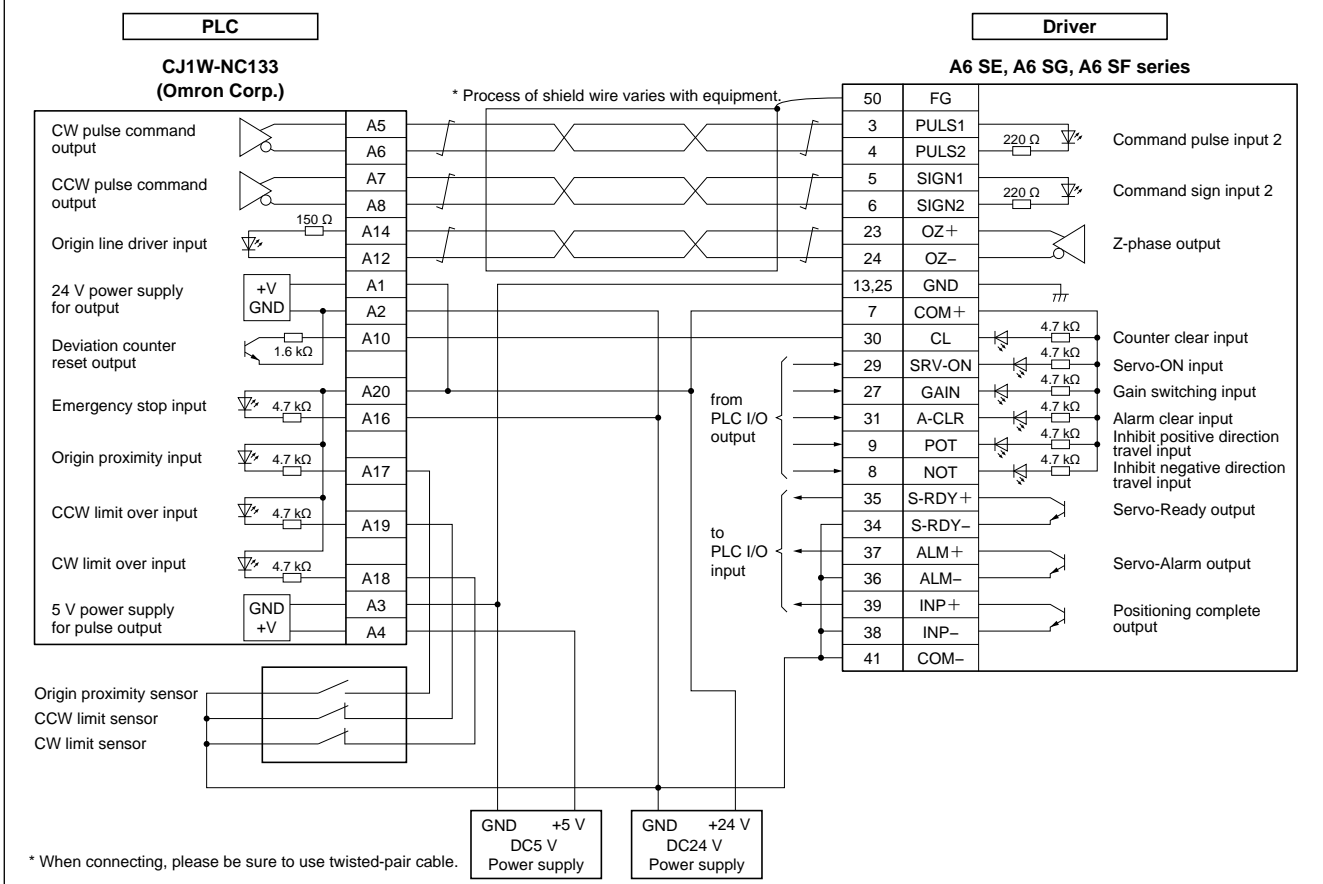 PLC
Driver
CJ1W-NC133
(Omron Corp.)
A6 SE, A6 SG, A6 SF series
* Process of shield wire varies with equipment.
CW pulse command
output
CCW pulse command
output
150 Ω
Origin line driver input
24 V power supply
for output
+V
GND
Deviation counter
reset output
1.6 kΩ
Emergency stop input
4.7 kΩ
Origin proximity input
4.7 kΩ
CCW limit over input
4.7 kΩ
CW limit over input
4.7 kΩ
5 V power supply
for pulse output
GND
+V
A5
A6
A7
A8
A14
A12
A1
A2
A10
A20
A16
A17
A19
A18
A3
A4
from
PLC I/O
output
to
PLC I/O
input
50 FG
3 PULS1
4 PULS2
5 SIGN1
6 SIGN2
23 OZ+
24 OZ–
13,25 GND
7 COM+
30 CL
29 SRV-ON
27 GAIN
31 A-CLR
9 POT
8 NOT
35 S-RDY+
34 S-RDY–
37 ALM+
36 ALM–
39 INP+
38 INP–
41 COM–
220 Ω
Command pulse input 2
220 Ω
Command sign input 2
Z-phase output
4.7 kΩ
Counter clear input
4.7 kΩ
Servo-ON input
4.7 kΩ
Gain switching input
4.7 kΩ
Alarm clear input
4.7 kΩ
Inhibit positive direction
travel input
4.7 kΩ
Inhibit negative direction
travel input
Servo-Ready output
Servo-Alarm output
Positioning complete
output
Origin proximity sensor
CCW limit sensor
CW limit sensor
GND +5 V
DC5 V
Power supply
GND +24 V
DC24 V
Power supply
* When connecting, please be sure to use twisted-pair cable.